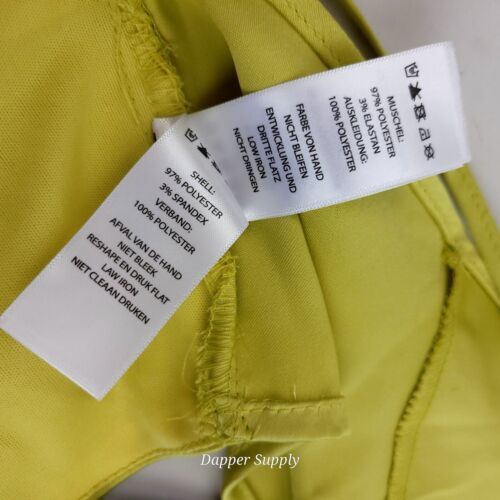 SHELL:
97% POLYESTER
3% SPANDEX
VERBAND:
100% POLYESTER
AFVAL VAN DE HAND
NIET BLEEK
RESHAPE EN DRUK FLAT
LAW IRON
NIET CLEAAN DRUKEN
MUSCHEL:
97% POLYESTER
3% ELASTAN
AUSKLEIDUNG:
100% POLYESTER
FARBE VON HAND
NICHT BLEIFEN
ENTWICKLUNG UND
DRITE FLATZ
LOW IRON
NICHT DRINGEN
Dapper Supply